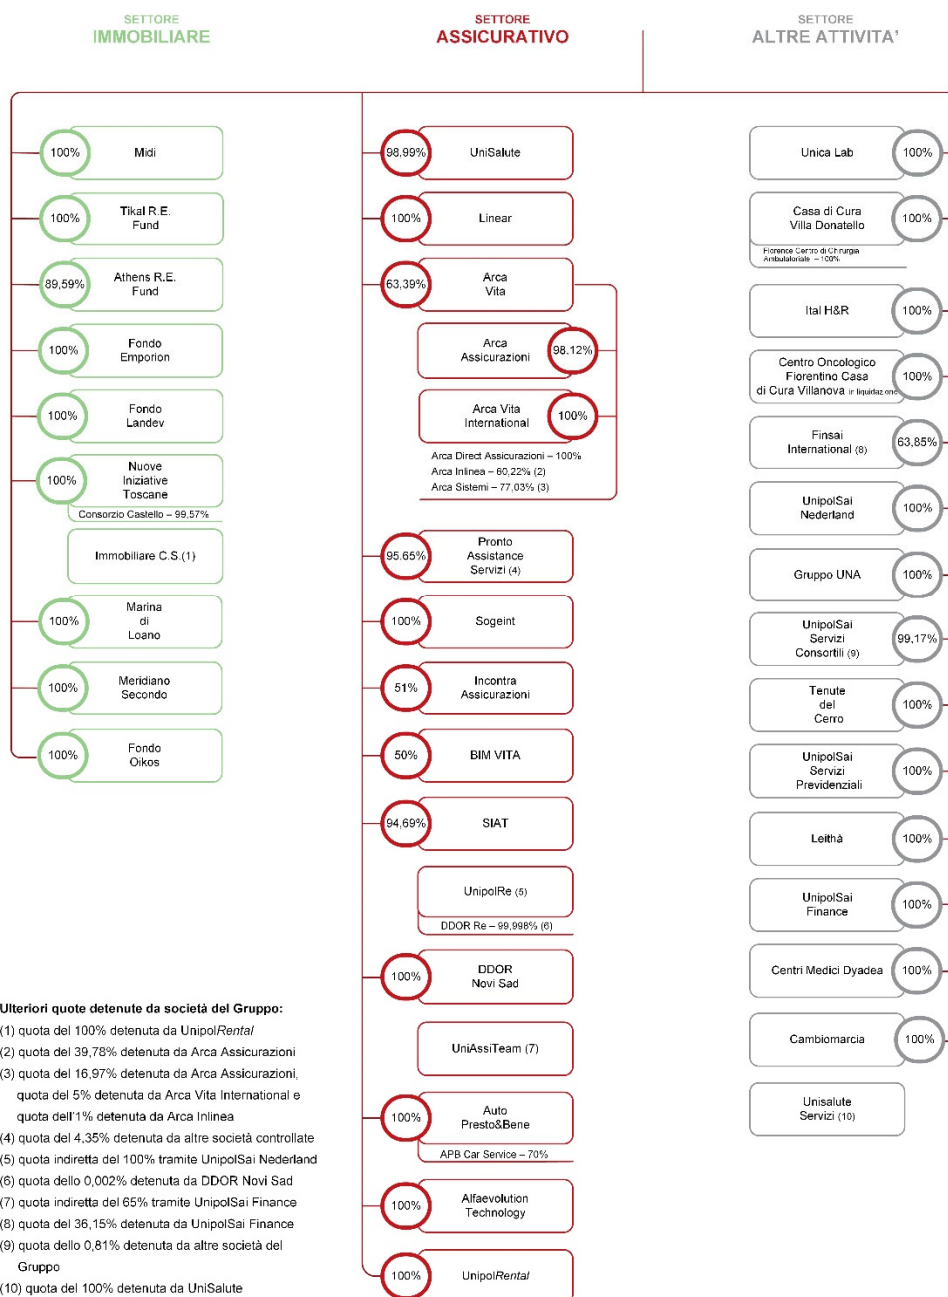 SETTORE
IMMOBILIARE
100%
Midi
100%
Tikal R.E.
Fund
89,59%
Athens R.E.
Fund
100%
Fondo
Emporion
100%
Fondo
Landev
100%
Nuove
Iniziative
Toscane
Consorzio Castello – 99,57%
Immobiliare C.S.(1)
100%
Marina
di
Loano
100%
Meridiano
Secondo
100%
Fondo
Oikos
SETTORE
ASSICURATIVO
98,99%
UniSalute
100%
Linear
63,39%
Arca
Vita
Arca
Assicurazioni
98.12%
Arca Vita
International
100%
Arca Direct Assicurazioni – 100%
Arca Inlinea – 60,22% (2)
Arca Sistemi – 77,03% (3)
95.65%
Pronto
Assistance
Servizi (4)
100%
Sogeint
51%
Incontra
Assicurazioni
50%
BIM VITA
94,69%
SIAT
UnipolRe (5)
DDOR Re – 99,998% (6)
100%
DDOR
Novi Sad
UniAssiTeam (7)
100%
Auto
Presto&Bene
APB Car Service – 70%
100%
Alfaevolution
Technology
100%
UnipolRental
SETTORE
ALTRE ATTIVITA’
Unica Lab
100%
Casa di Cura
Villa Donatello
100%
Florence Centro di Chirurgia
Ambulatoriale – 100%
Ital H&R
100%
Centro Oncologico
Fiorentino Casa
di Cura Villanova in liquidazione
100%
Finsai
International (8)
63,85%
UnipolSai
Nederland
100%
Gruppo UNA
100%
UnipolSai
Servizi
Consortili (9)
99,17%
Tenute
del
Cerro
100%
UnipolSai
Servizi
Previdenziali
100%
Leithà
100%
UnipolSai
Finance
100%
Centri Medici Dyadea
100%
Cambiomarcia
100%
Unisalute
Servizi (10)
Ulteriori quote detenute da società del Gruppo:
(1) quota del 100% detenuta da UnipolRental
(2) quota del 39,78% detenuta da Arca Assicurazioni
(3) quota del 16,97% detenuta da Arca Assicurazioni,
quota del 5% detenuta da Arca Vita International e
quota dell'1% detenuta da Arca Inlinea
(4) quota del 4,35% detenuta da altre società controllate
(5) quota indiretta del 100% tramite UnipolSai Nederland
(6) quota dello 0,002% detenuta da DDOR Novi Sad
(7) quota indiretta del 65% tramite UnipolSai Finance
(8) quota del 36,15% detenuta da UnipolSai Finance
(9) quota dello 0,81% detenuta da altre società del
Gruppo
(10) quota del 100% detenuta da UniSalute